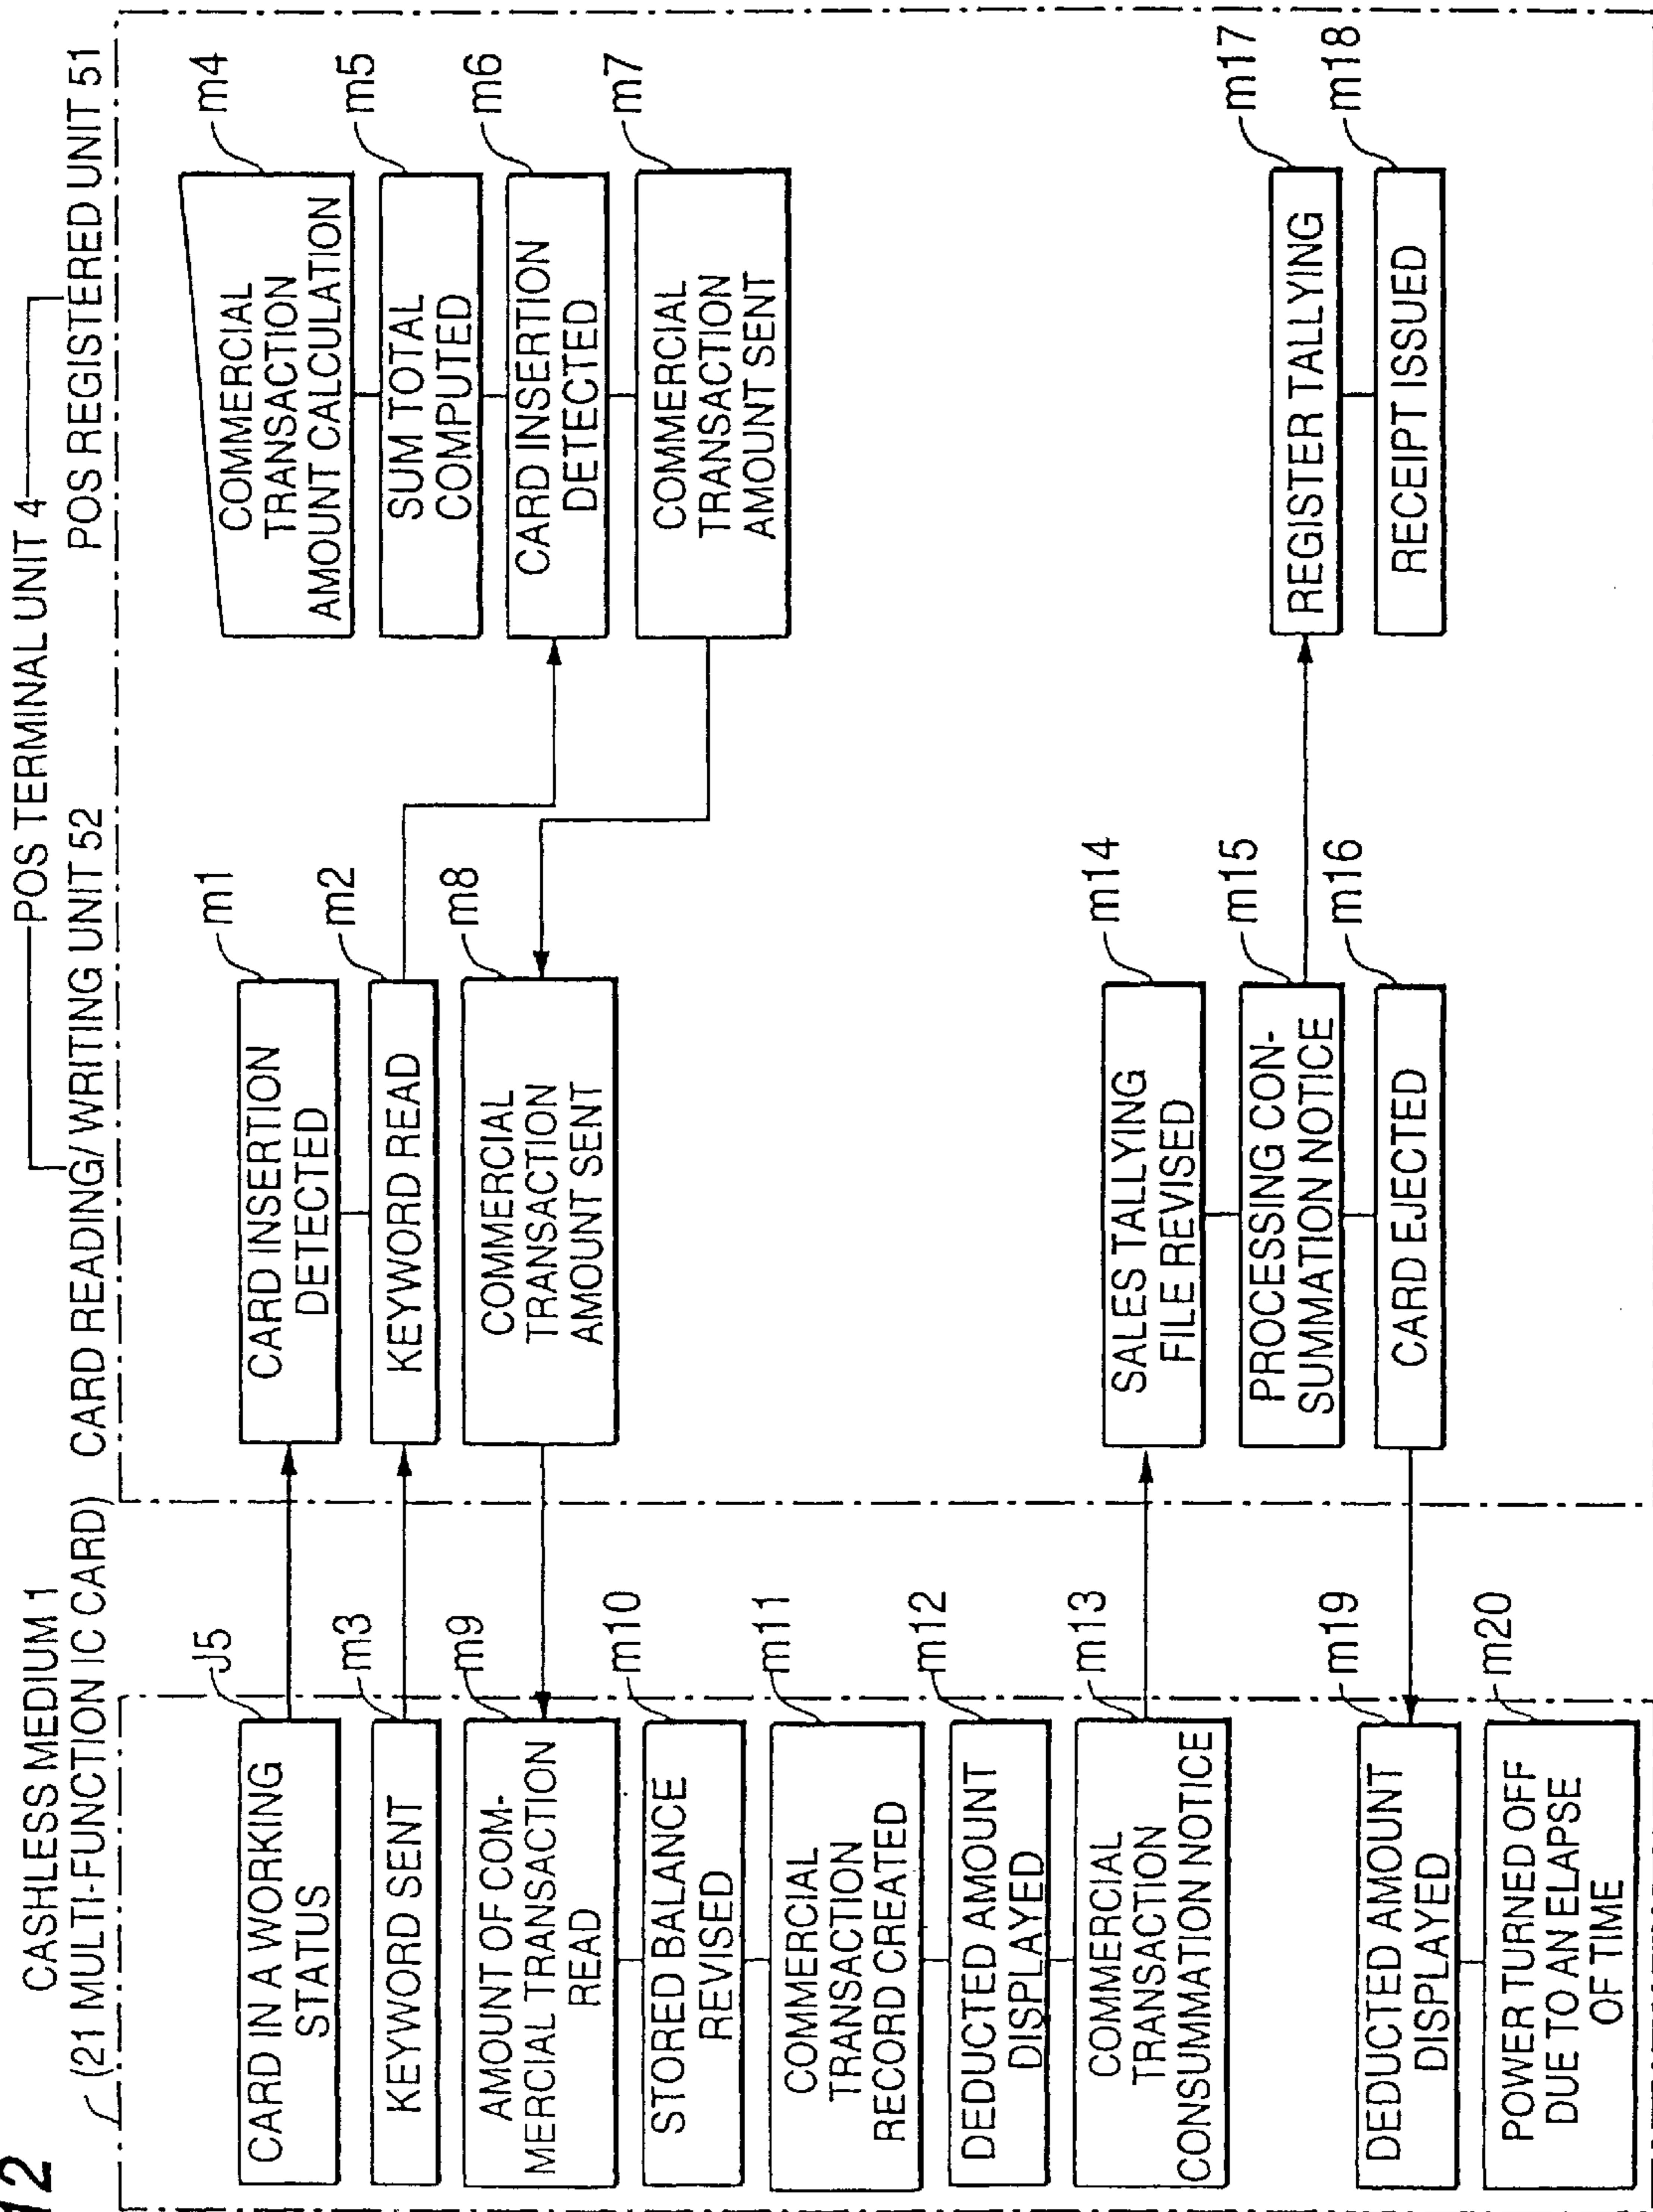 12
CASHLESS MEDIUM 1
(21 MULTI-FUNCTION IC CARD)
POS TERMINAL UNIT 4
CARD READING/WRITING UNIT 52
POS REGISTERED UNIT 51
J5
CARD IN A WORKING
STATUS
m3
KEYWORD SENT
m9
AMOUNT OF COM-
MERCIAL TRANSACTION
READ
m10
STORED BALANCE
REVISED
m11
COMMERCIAL
TRANSACTION
RECORD CREATED
m12
DEDUCTED AMOUNT
DISPLAYED
m13
COMMERCIAL
TRANSACTION
CONSUMMATION NOTICE
m19
DEDUCTED AMOUNT
DISPLAYED
m20
POWER TURNED OFF
DUE TO AN ELAPSE
OF TIME
m1
CARD INSERTION
DETECTED
m2
KEYWORD READ
m8
COMMERCIAL
TRANSACTION
AMOUNT SENT
m14
SALES TALLYING
FILE REVISED
m15
PROCESSING CON-
SUMMATION NOTICE
m16
CARD EJECTED
m4
COMMERCIAL
TRANSACTION
AMOUNT CALCULATION
m5
SUM TOTAL
COMPUTED
m6
CARD INSERTION
DETECTED
m7
COMMERCIAL
TRANSACTION
AMOUNT SENT
m17
REGISTER TALLYING
m18
RECEIPT ISSUED